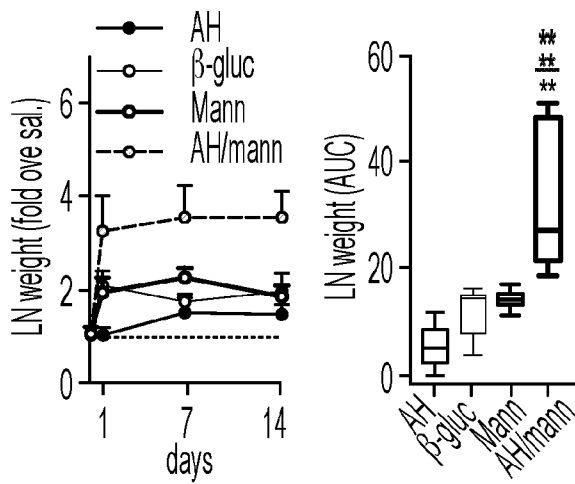 AH
β-gluc
Mann
AH/mann
LN weight (fold ove sal.)
6
4
2
0
1
7
14
days
LN weight (AUC)
60
40
20
0
**
**
**
AH
β-gluc
Mann
AH/mann